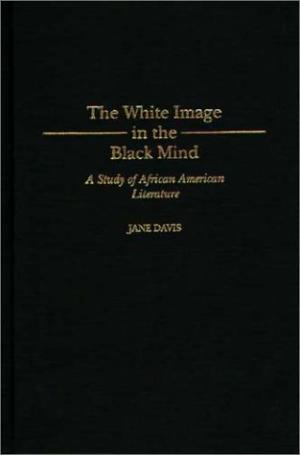 The White Image
in the
Black Mind
A Study of African American
Literature
JANE DAVIS